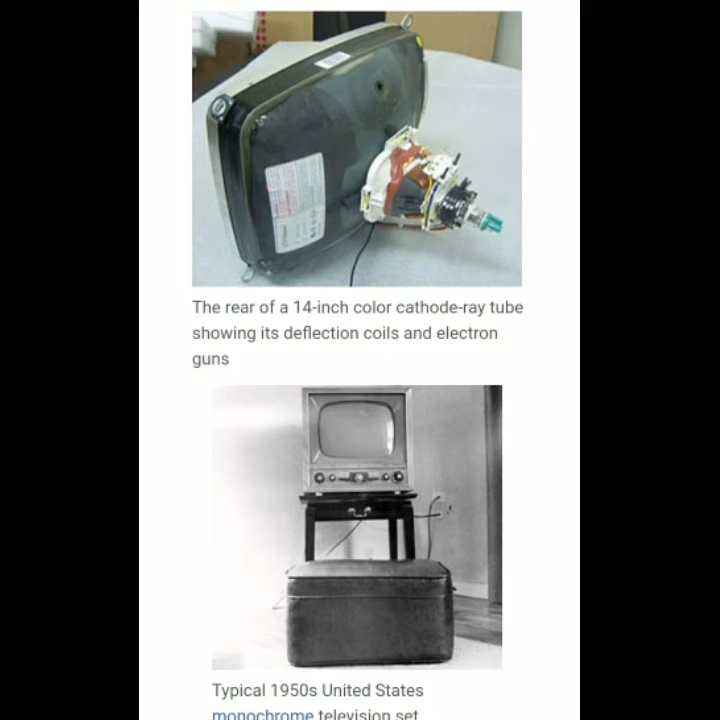 The rear of a 14-inch color cathode-ray tube
showing its deflection coils and electron
guns
Typical 1950s United States
monochrome television set